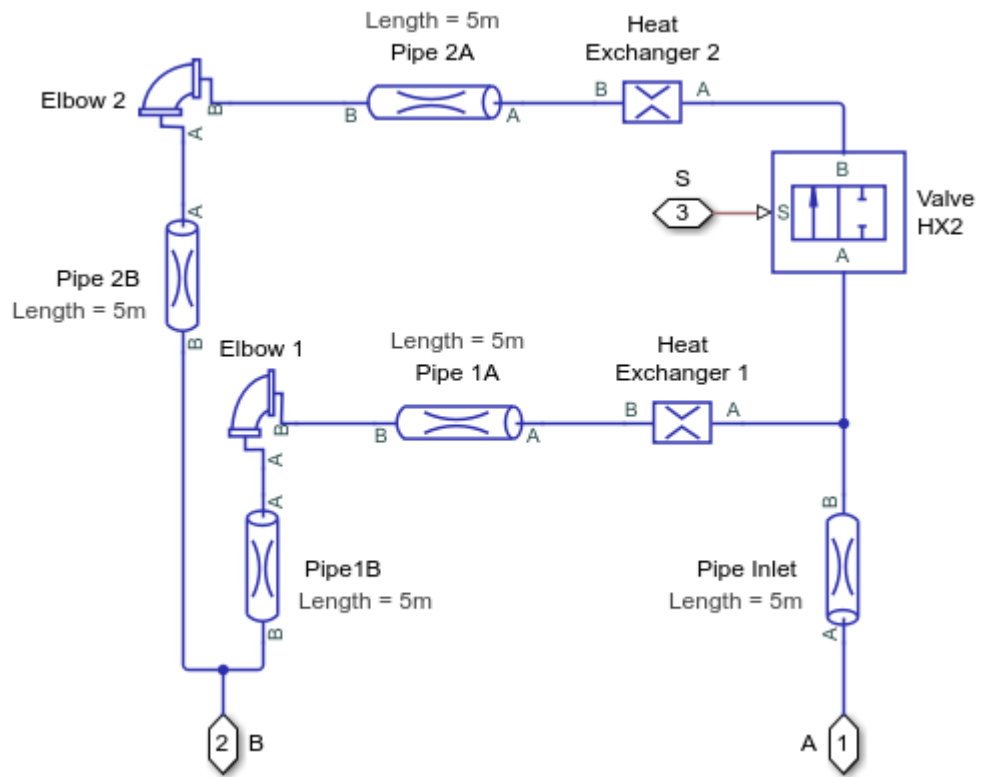 Length = 5m
Pipe 2A
Heat
Exchanger 2
Elbow 2
B
A
B
A
B
A
S
3
S
B
A
Valve
HX2
A
Pipe 2B
Length = 5m
B
Elbow 1
Length = 5m
Pipe 1A
Heat
Exchanger 1
B
A
B
A
B
A
A
Pipe1B
Length = 5m
B
B
Pipe Inlet
Length = 5m
A
2
B
A
1